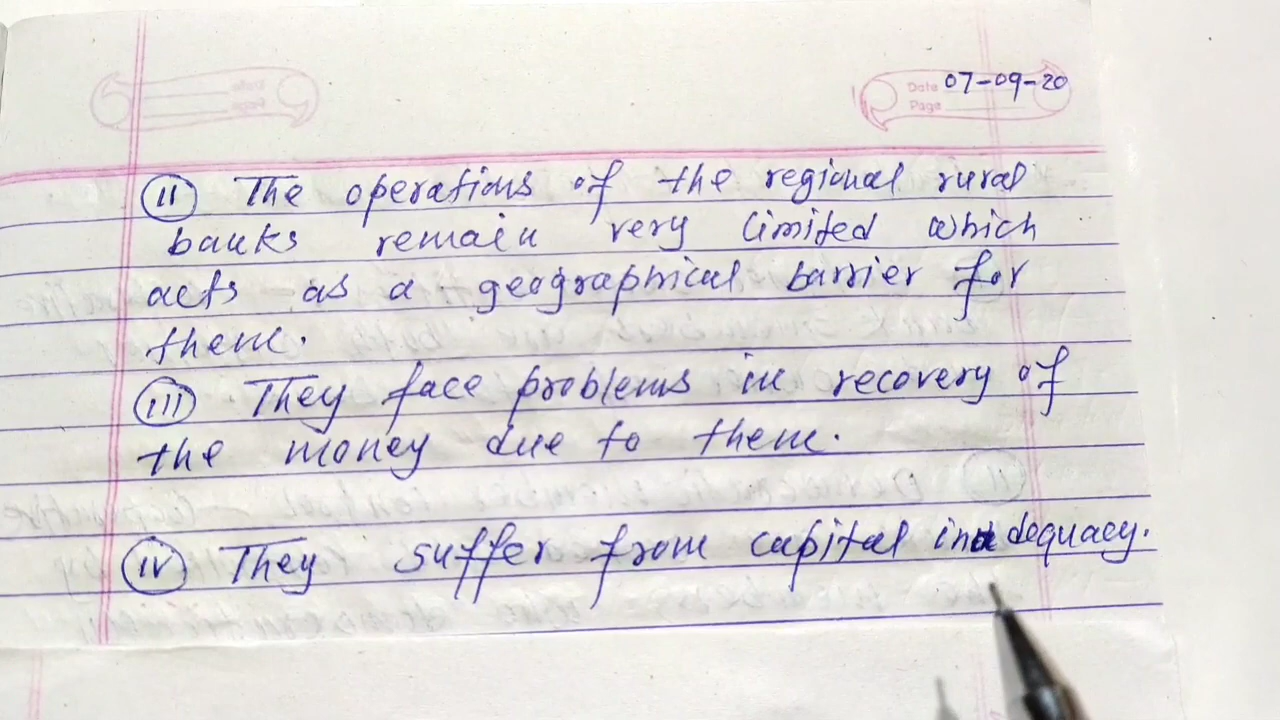 Date 07-09-20
Page
(II) The operations of the regional rural
banks remain very limited which
acts as a geographical barrier for
them.
(III) They face problems in recovery of
the money due to them.
(IV) They suffer from capital inadequacy.